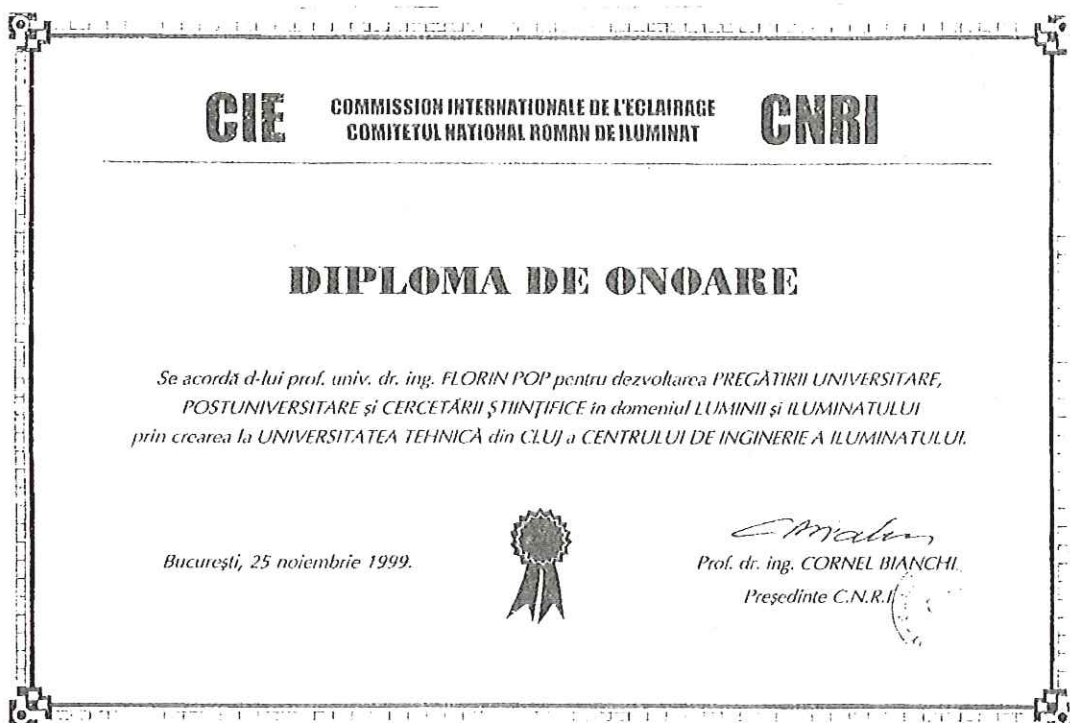 CIE COMMISSION INTERNATIONALE DE L'ECLAIRAGE CNRI
COMITETUL NATIONAL ROMAN DE ILUMINAT
DIPLOMA DE ONOARE
Se acordă d-lui prof. univ. dr. ing. FLORIN POP pentru dezvoltarea PREGĂTIRII UNIVERSITARE,
POSTUNIVERSITARE și CERCETĂRII ȘTIINȚIFICE în domeniul LUMINII și ILUMINATULUI
prin crearea la UNIVERSITATEA TEHNICĂ din CLUJ a CENTRULUI DE INGINERIE A ILUMINATULUI.
București, 25 noiembrie 1999.
Prof. dr. ing. CORNEL BIANCHI
Președinte C.N.R.I.